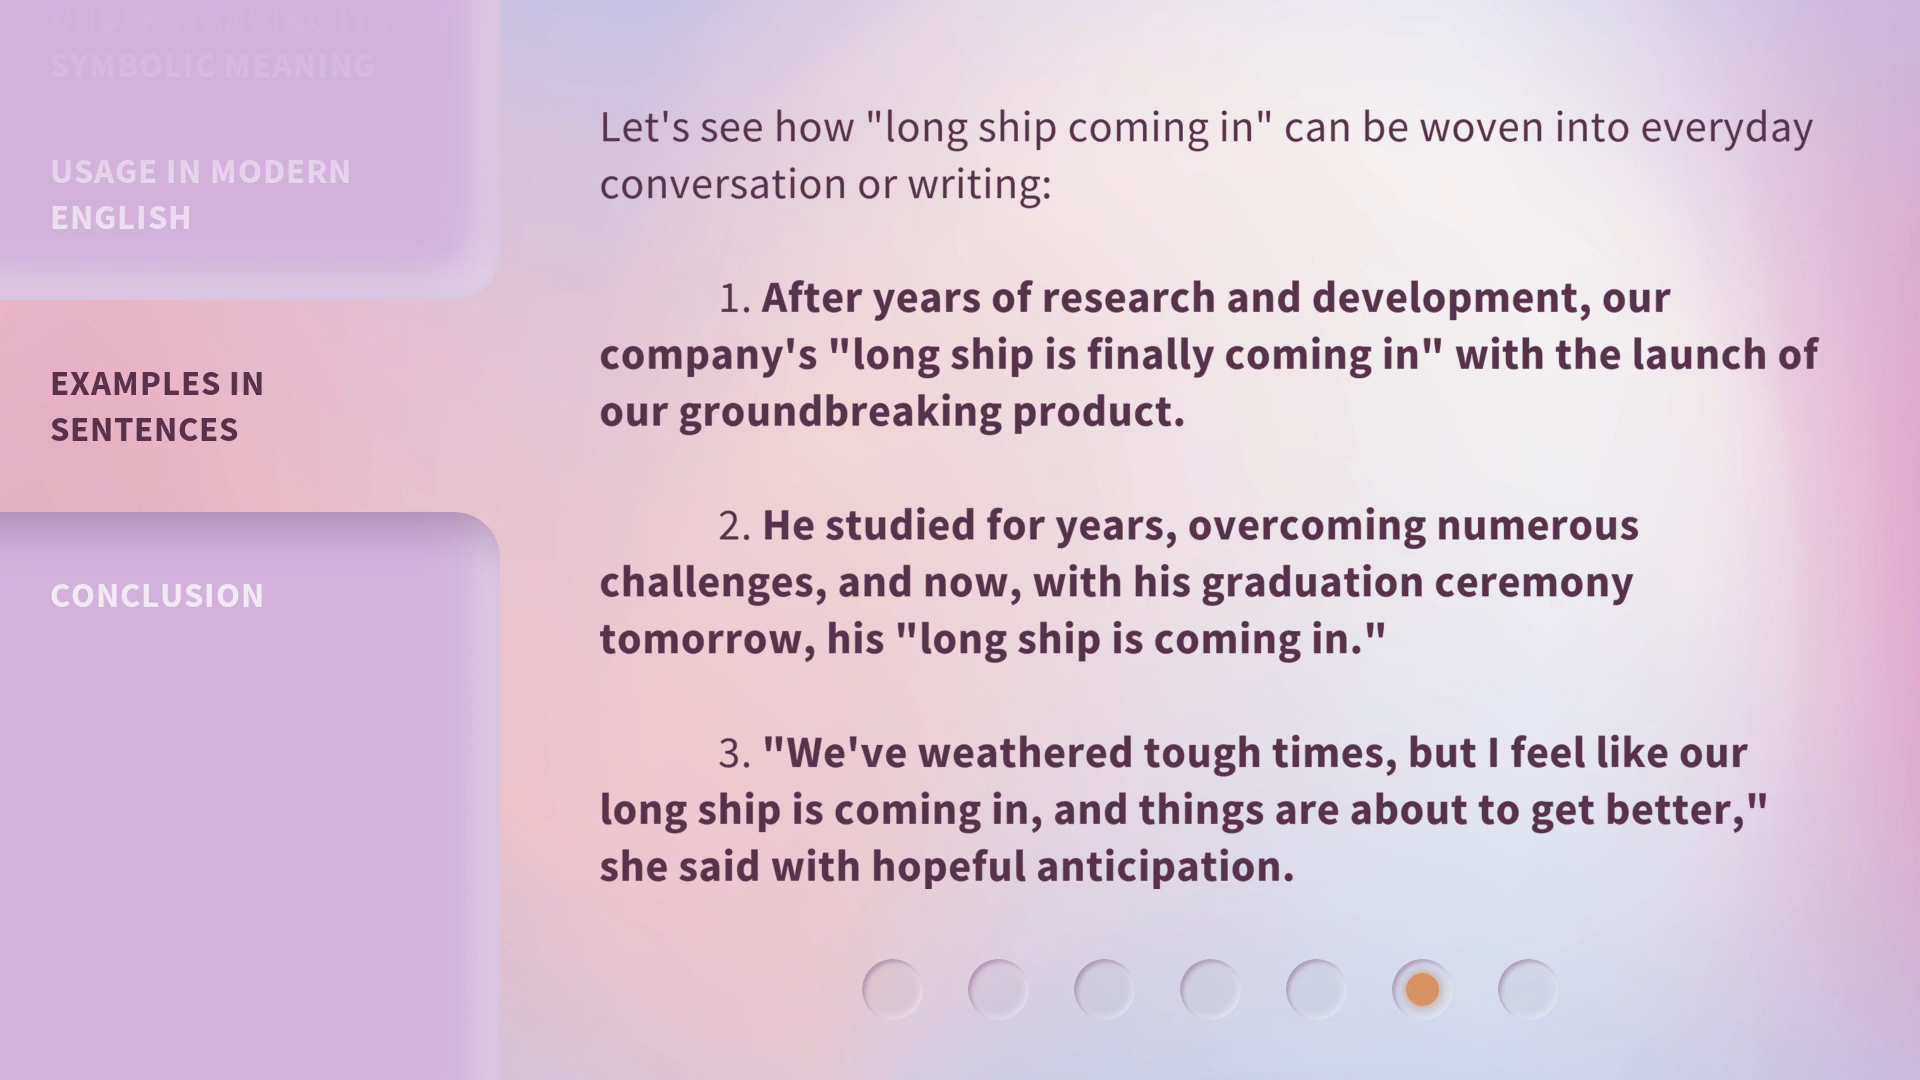 UNDERSTANDING ITS
SYMBOLIC MEANING
USAGE IN MODERN
ENGLISH
EXAMPLES IN
SENTENCES
CONCLUSION
Let's see how "long ship coming in" can be woven into everyday
conversation or writing:
1. After years of research and development, our
company's "long ship is finally coming in" with the launch of
our groundbreaking product.
2. He studied for years, overcoming numerous
challenges, and now, with his graduation ceremony
tomorrow, his "long ship is coming in."
3. "We've weathered tough times, but I feel like our
long ship is coming in, and things are about to get better,"
she said with hopeful anticipation.